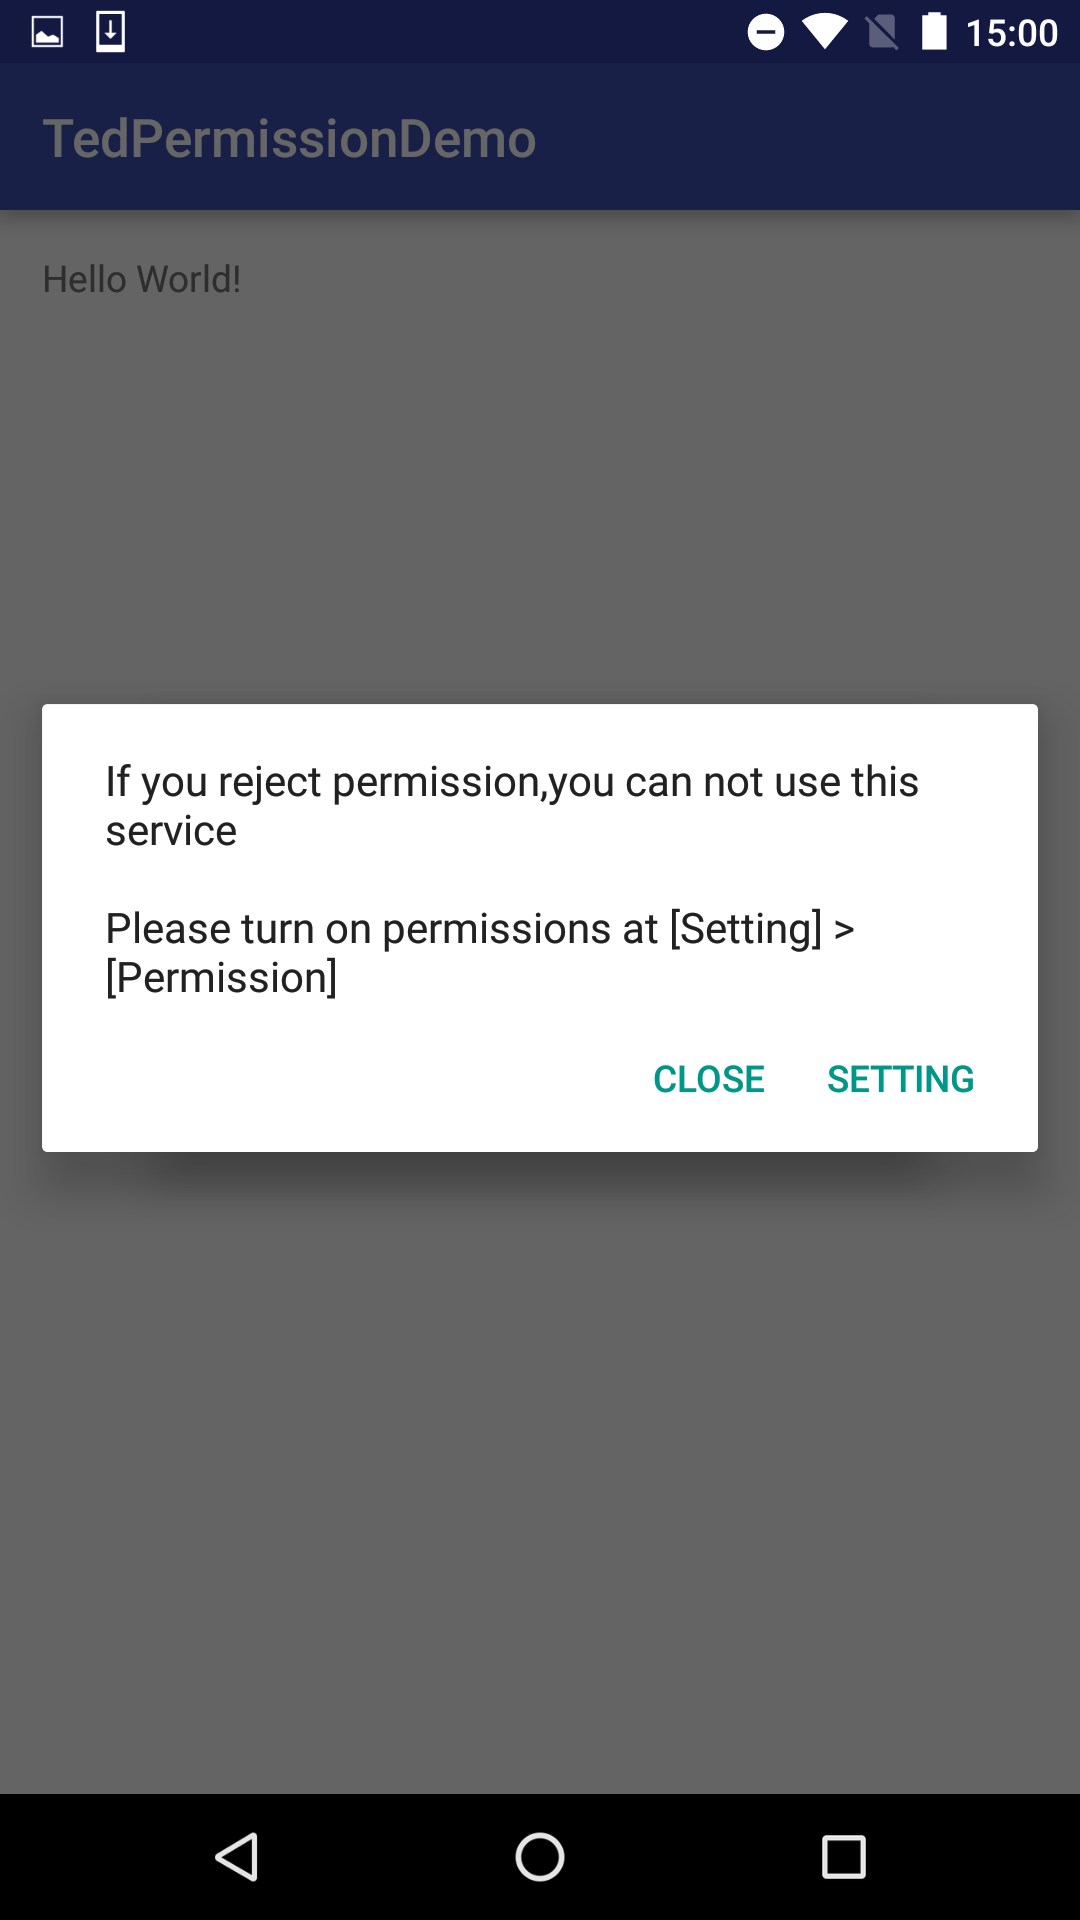 15:00
TedPermissionDemo
Hello World!
If you reject permission,you can not use this
service
Please turn on permissions at [Setting] >
[Permission]
CLOSE SETTING